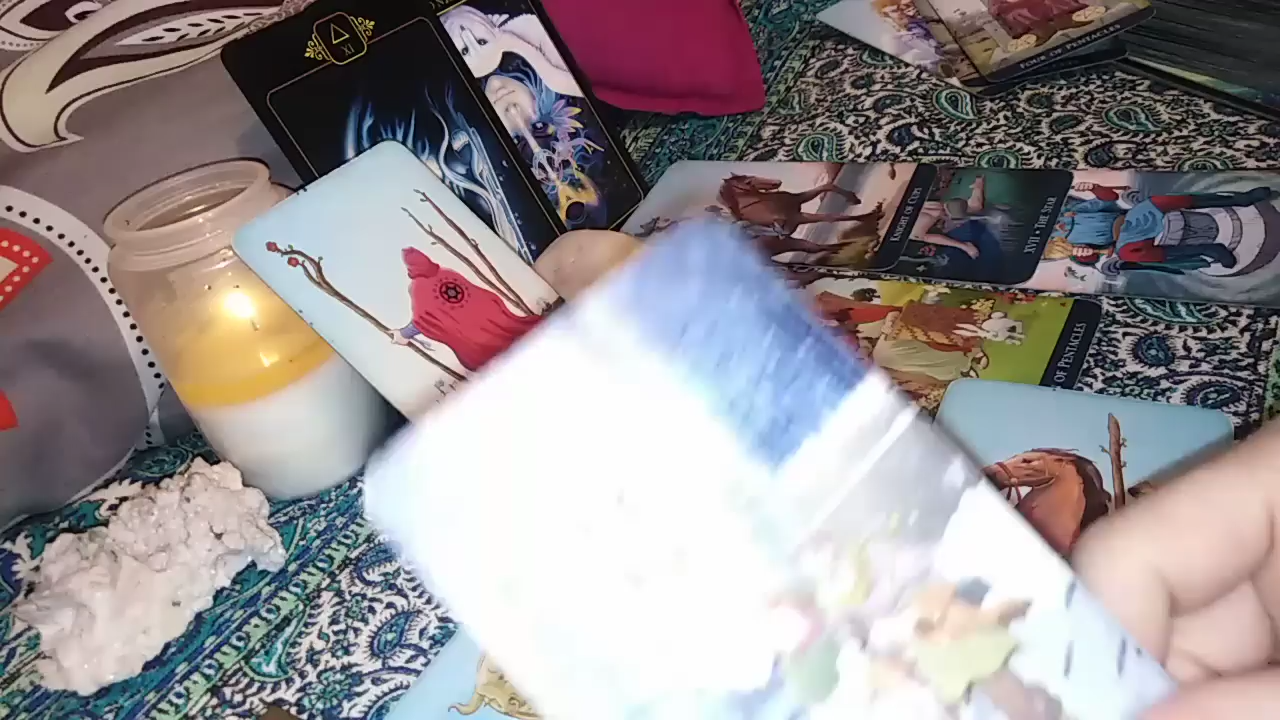 XI
FOUR OF PENTACLES
KNIGHT OF CUPS
XVII • THE STAR
OF PENTACLES